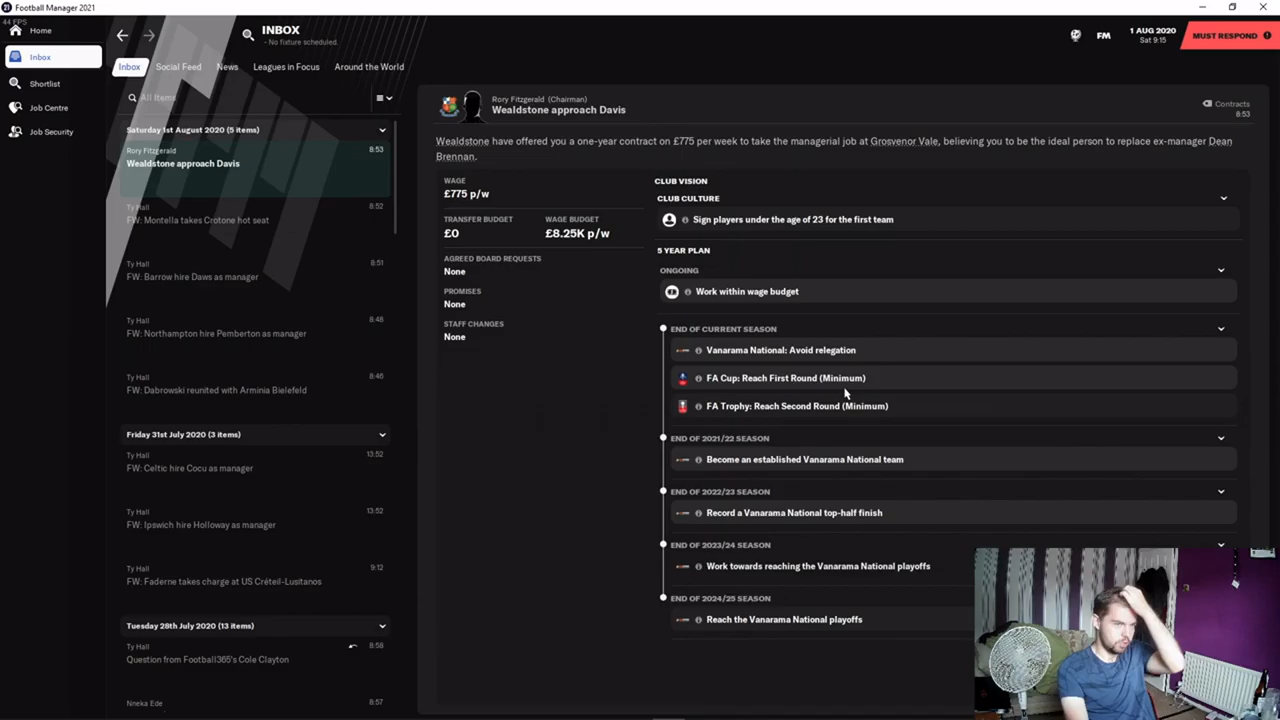 Football Manager 2021
44 FPS
Home
Inbox
Shortlist
Job Centre
Job Security
INBOX
- No fixture scheduled.
FM
1 AUG 2020
Sat 9:15
MUST RESPOND
Inbox
Social Feed
News
Leagues in Focus
Around the World
All Items
Saturday 1st August 2020 (5 items)
Rory Fitzgerald
8:53
Wealdstone approach Davis
Ty Hall
8:52
FW: Montella takes Crotone hot seat
Ty Hall
8:51
FW: Barrow hire Daws as manager
Ty Hall
8:48
FW: Northampton hire Pemberton as manager
Ty Hall
8:46
FW: Dabrowski reunited with Arminia Bielefeld
Friday 31st July 2020 (3 items)
Ty Hall
13:52
FW: Celtic hire Cocu as manager
Ty Hall
13:52
FW: Ipswich hire Holloway as manager
Ty Hall
9:12
FW: Faderne takes charge at US Créteil-Lusitanos
Tuesday 28th July 2020 (13 items)
Ty Hall
8:58
Question from Football365's Cole Clayton
Nneka Ede
8:57
Rory Fitzgerald (Chairman)
Wealdstone approach Davis
Contracts
8:53
Wealdstone have offered you a one-year contract on £775 per week to take the managerial job at Grosvenor Vale, believing you to be the ideal person to replace ex-manager Dean
Brennan.
WAGE
£775 p/w
TRANSFER BUDGET
£0
WAGE BUDGET
£8.25K p/w
AGREED BOARD REQUESTS
None
PROMISES
None
STAFF CHANGES
None
CLUB VISION
CLUB CULTURE
Sign players under the age of 23 for the first team
5 YEAR PLAN
ONGOING
Work within wage budget
END OF CURRENT SEASON
Vanarama National: Avoid relegation
FA Cup: Reach First Round (Minimum)
FA Trophy: Reach Second Round (Minimum)
END OF 2021/22 SEASON
Become an established Vanarama National team
END OF 2022/23 SEASON
Record a Vanarama National top-half finish
END OF 2023/24 SEASON
Work towards reaching the Vanarama National playoffs
END OF 2024/25 SEASON
Reach the Vanarama National playoffs